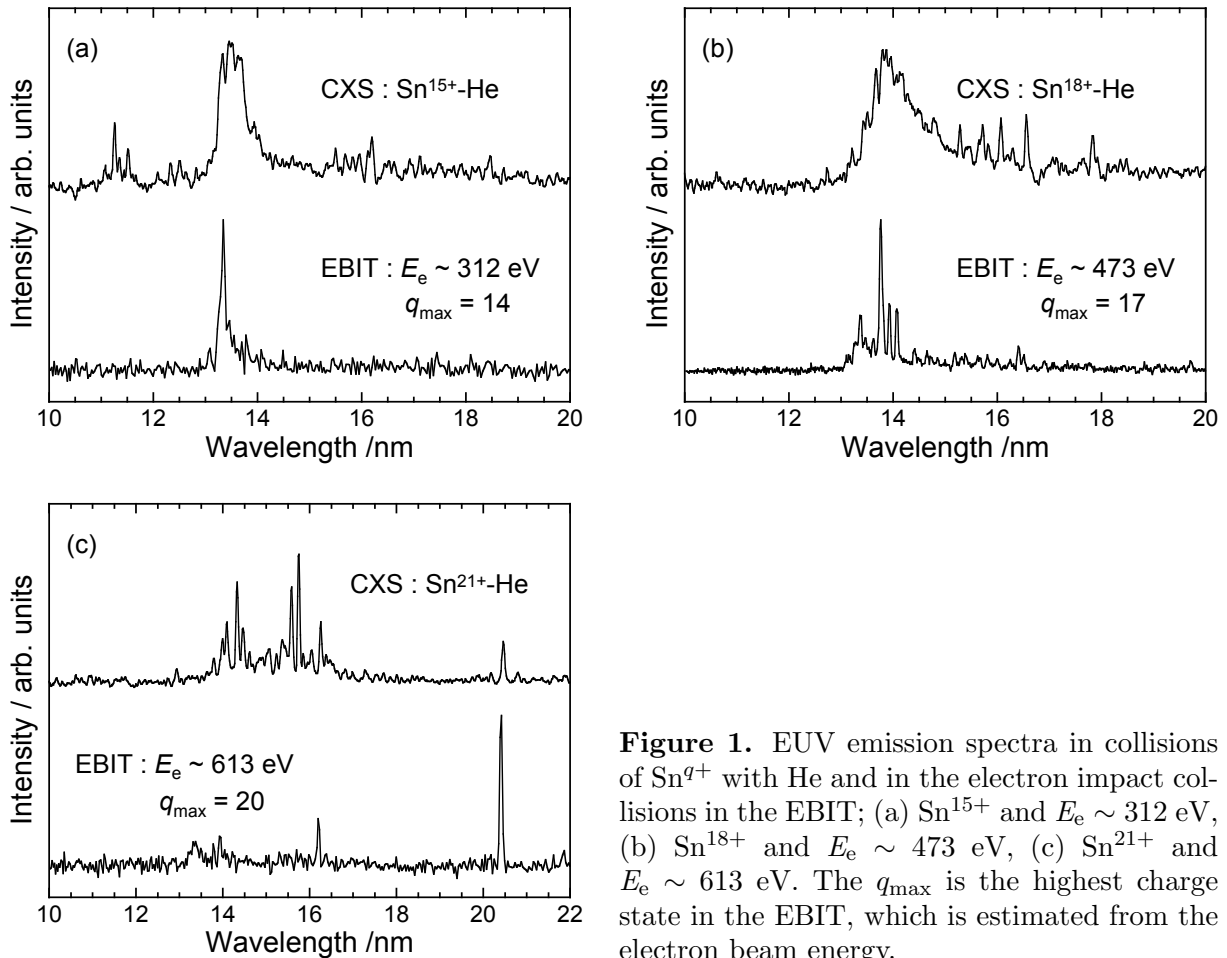 (a)
CXS : Sn15+-He
EBIT : Ee ~ 312 eV
qmax = 14
Intensity / arb. units
10 12 14 16 18 20
Wavelength /nm
(b)
CXS : Sn18+-He
EBIT : Ee ~ 473 eV
qmax = 17
Intensity / arb. units
10 12 14 16 18 20
Wavelength /nm
(c)
CXS : Sn21+-He
EBIT : Ee ~ 613 eV
qmax = 20
Intensity / arb. units
10 12 14 16 18 20 22
Wavelength /nm
Figure 1. EUV emission spectra in collisions
of Snq+ with He and in the electron impact col-
lisions in the EBIT; (a) Sn15+ and Ee ∼ 312 eV,
(b) Sn18+ and Ee ∼ 473 eV, (c) Sn21+ and
Ee ∼ 613 eV. The qmax is the highest charge
state in the EBIT, which is estimated from the
electron beam energy.